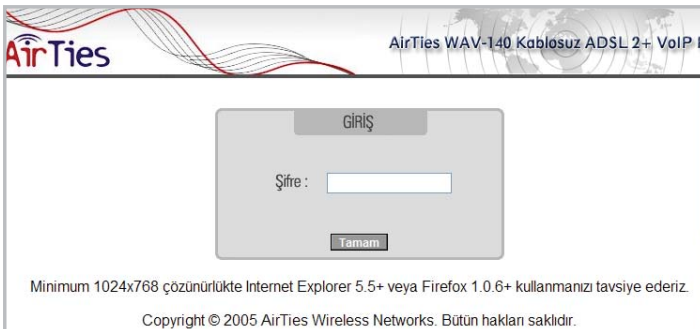 AirTies
AirTies WAV-140 Kablosuz ADSL 2+ VoIP
GİRİŞ
Şifre :
Tamam
Minimum 1024x768 çözünürlükte Internet Explorer 5.5+ veya Firefox 1.0.6+ kullanmanızı tavsiye ederiz.
Copyright © 2005 AirTies Wireless Networks. Bütün hakları saklıdır.